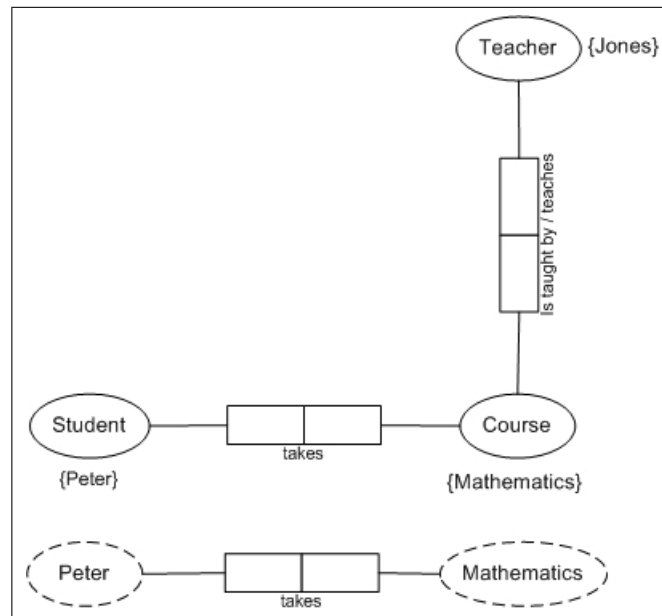 Teacher {Jones}
Is taught by / teaches
Student
Course
takes
{Peter}
{Mathematics}
Peter
Mathematics
takes